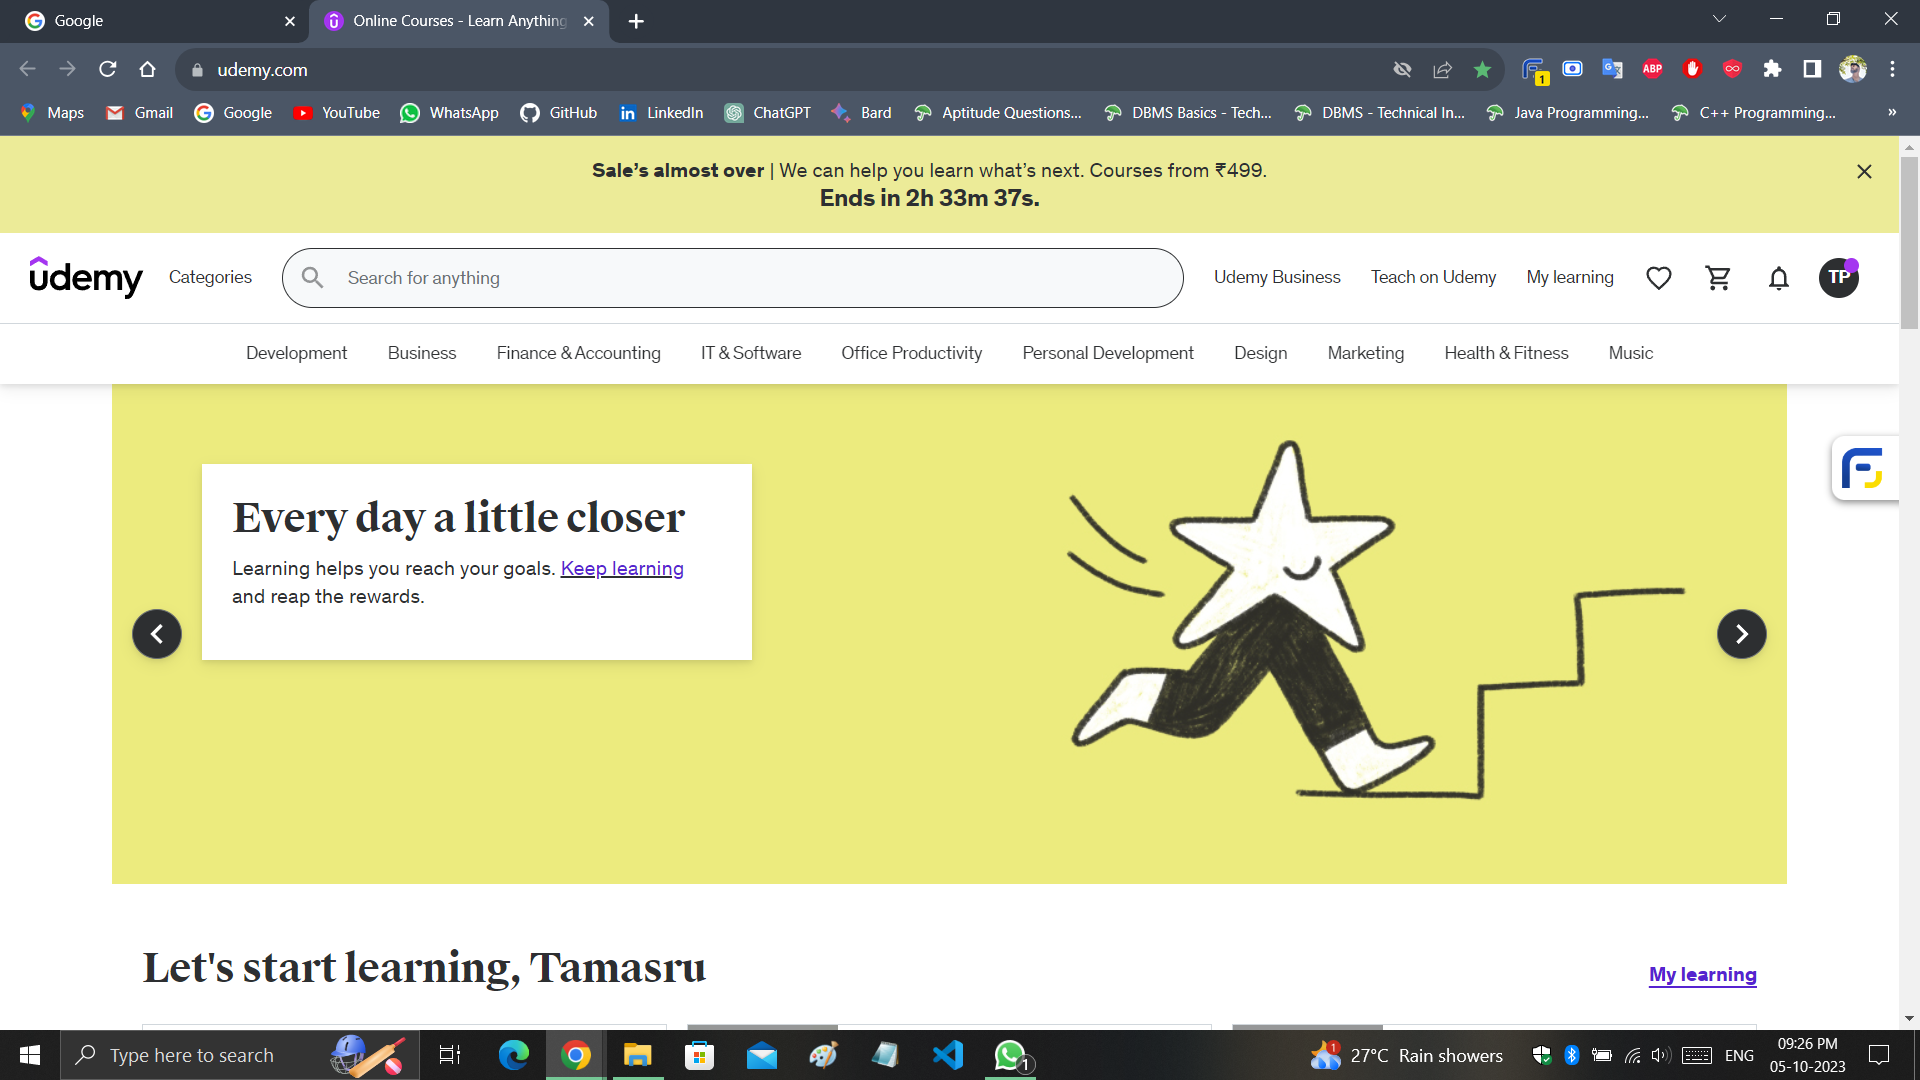 Google
Online Courses - Learn Anything
udemy.com
1
ABP
Maps
Gmail
Google
YouTube
WhatsApp
GitHub
LinkedIn
ChatGPT
Bard
Aptitude Questions...
DBMS Basics - Tech...
DBMS - Technical In...
Java Programming...
C++ Programming...
»
Sale’s almost over | We can help you learn what’s next. Courses from ₹499.
Ends in 2h 33m 37s.
udemy
Categories
Search for anything
Udemy Business
Teach on Udemy
My learning
TP
Development
Business
Finance & Accounting
IT & Software
Office Productivity
Personal Development
Design
Marketing
Health & Fitness
Music
Every day a little closer
Learning helps you reach your goals. Keep learning
and reap the rewards.
Let's start learning, Tamasru
My learning
Type here to search
1
1
27°C Rain showers
ENG
09:26 PM
05-10-2023